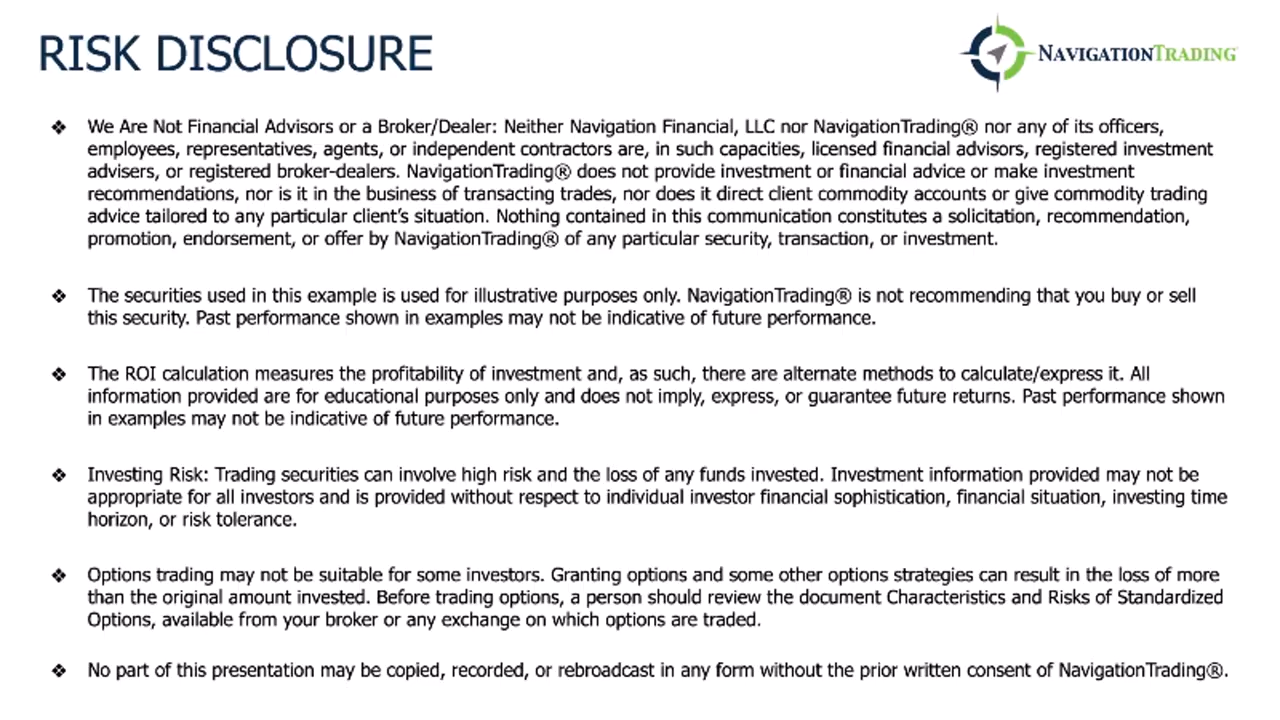 RISK DISCLOSURE
NAVIGATIONTRADING
❖ We Are Not Financial Advisors or a Broker/Dealer: Neither Navigation Financial, LLC nor NavigationTrading® nor any of its officers,
employees, representatives, agents, or independent contractors are, in such capacities, licensed financial advisors, registered investment
advisers, or registered broker-dealers. NavigationTrading® does not provide investment or financial advice or make investment
recommendations, nor is it in the business of transacting trades, nor does it direct client commodity accounts or give commodity trading
advice tailored to any particular client's situation. Nothing contained in this communication constitutes a solicitation, recommendation,
promotion, endorsement, or offer by NavigationTrading® of any particular security, transaction, or investment.
❖ The securities used in this example is used for illustrative purposes only. NavigationTrading® is not recommending that you buy or sell
this security. Past performance shown in examples may not be indicative of future performance.
❖ The ROI calculation measures the profitability of investment and, as such, there are alternate methods to calculate/express it. All
information provided are for educational purposes only and does not imply, express, or guarantee future returns. Past performance shown
in examples may not be indicative of future performance.
❖ Investing Risk: Trading securities can involve high risk and the loss of any funds invested. Investment information provided may not be
appropriate for all investors and is provided without respect to individual investor financial sophistication, financial situation, investing time
horizon, or risk tolerance.
❖ Options trading may not be suitable for some investors. Granting options and some other options strategies can result in the loss of more
than the original amount invested. Before trading options, a person should review the document Characteristics and Risks of Standardized
Options, available from your broker or any exchange on which options are traded.
❖ No part of this presentation may be copied, recorded, or rebroadcast in any form without the prior written consent of NavigationTrading®.